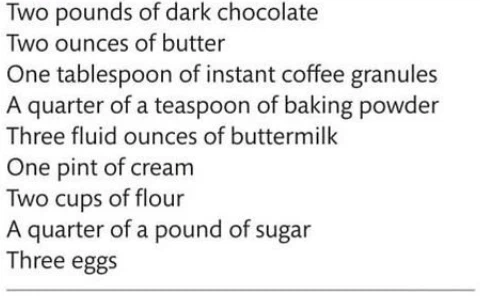 Two pounds of dark chocolate
Two ounces of butter
One tablespoon of instant coffee granules
A quarter of a teaspoon of baking powder
Three fluid ounces of buttermilk
One pint of cream
Two cups of flour
A quarter of a pound of sugar
Three eggs